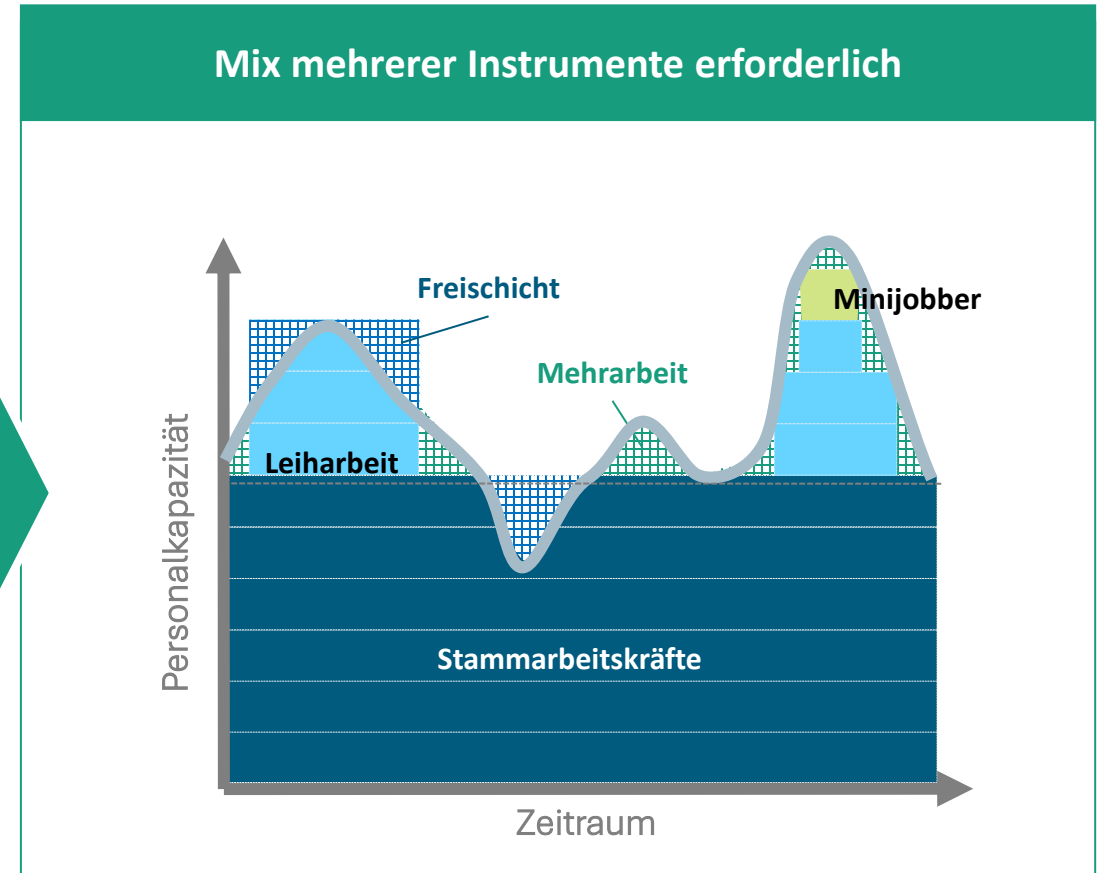 Mix mehrerer Instrumente erforderlich
Freischicht
Minijobber
Mehrarbeit
Leiharbeit
Personalkapazität
Stammarbeitskräfte
Zeitraum